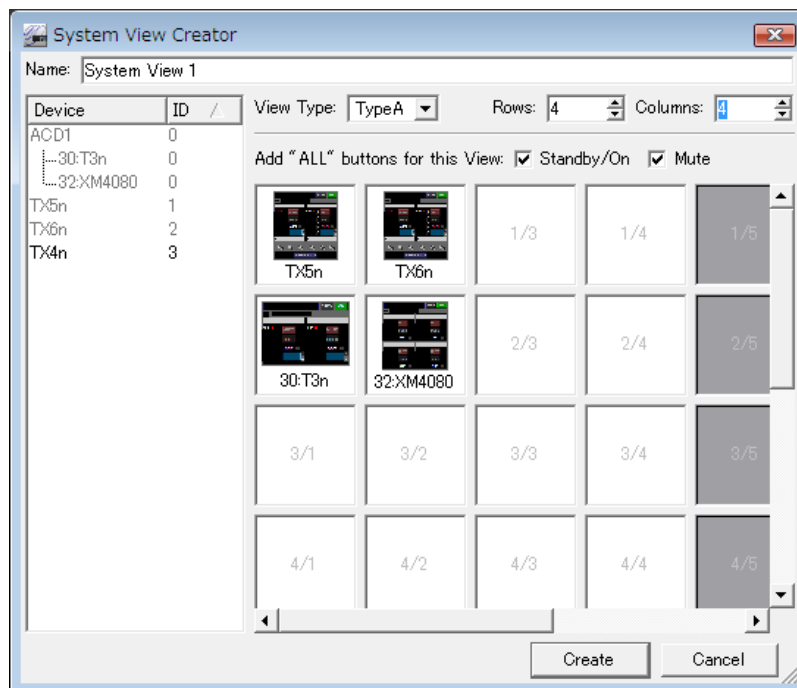 System View Creator
Name: System View 1
Device ID
ACD1 0
30:T3n 0
32:XM4080 0
TX5n 1
TX6n 2
TX4n 3
View Type: TypeA Rows: 4 Columns: 4
Add "ALL" buttons for this View: Standby/On Mute
TX5n TX6n 1/3 1/4 1/5
30:T3n 32:XM4080 2/3 2/4 2/5
3/1 3/2 3/3 3/4 3/5
4/1 4/2 4/3 4/4 4/5
Create Cancel